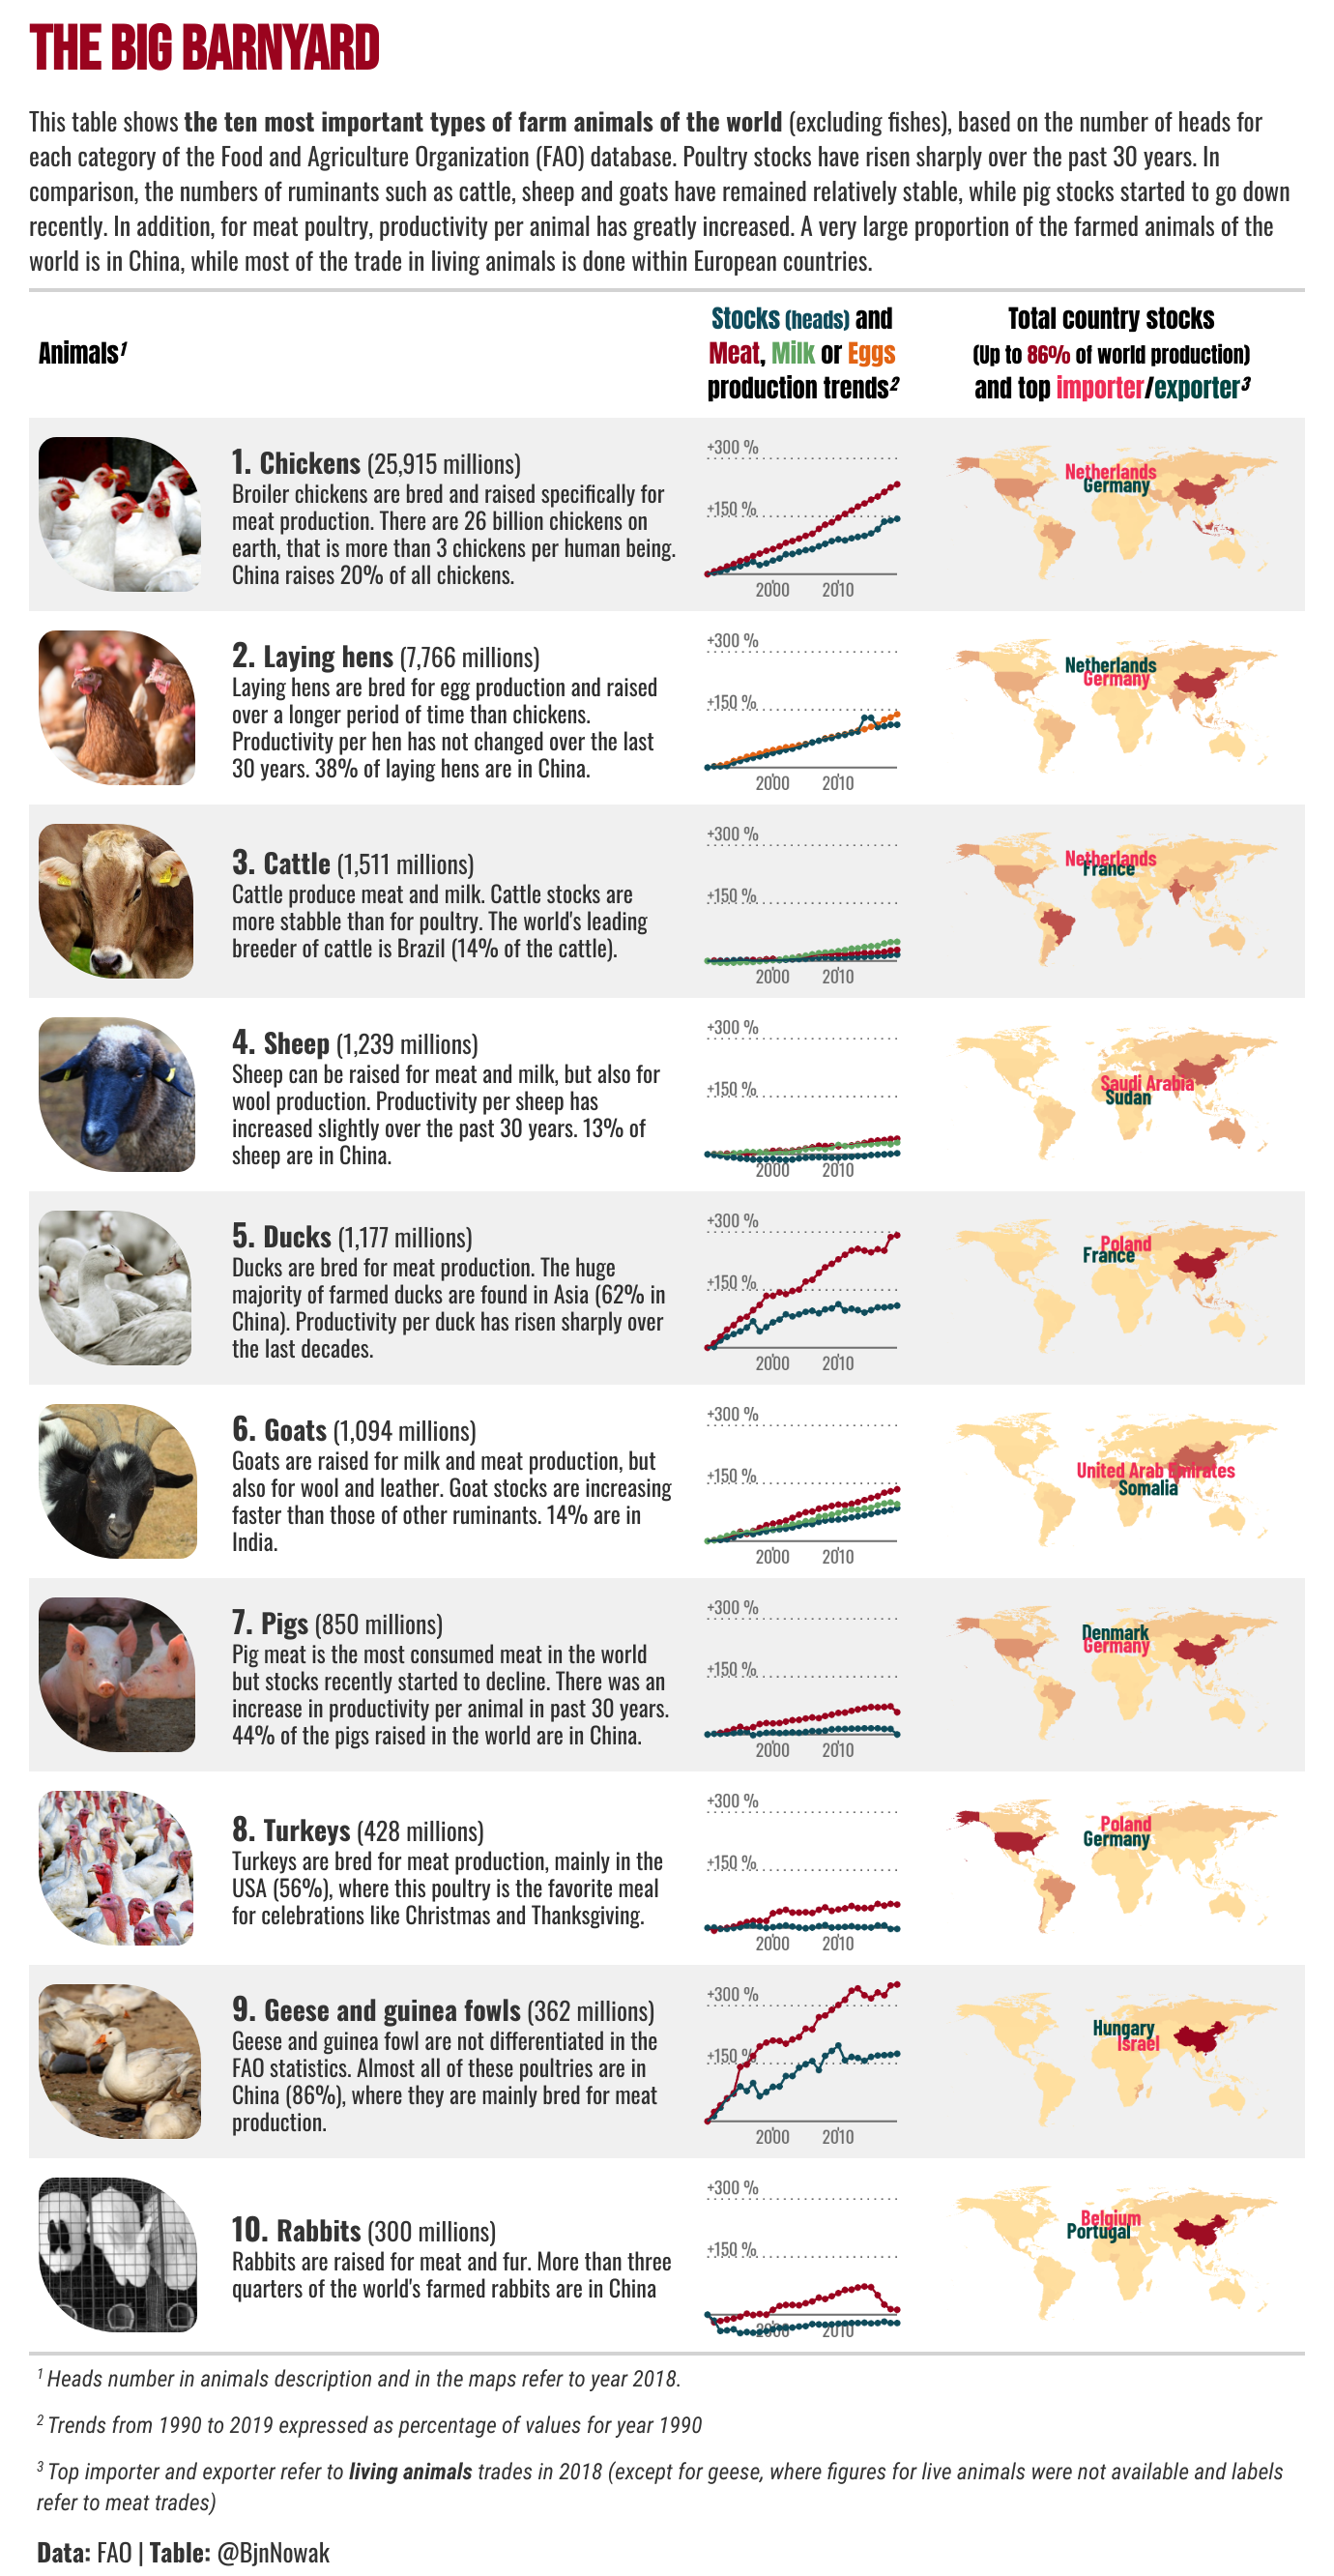 THE BIG BARNYARD
This table shows the ten most important types of farm animals of the world (excluding fishes), based on the number of heads for
each category of the Food and Agriculture Organization (FAO) database. Poultry stocks have risen sharply over the past 30 years. In
comparison, the numbers of ruminants such as cattle, sheep and goats have remained relatively stable, while pig stocks started to go down
recently. In addition, for meat poultry, productivity per animal has greatly increased. A very large proportion of the farmed animals of the
world is in China, while most of the trade in living animals is done within European countries.
Animals¹
Stocks (heads) and
Meat, Milk or Eggs
production trends²
Total country stocks
(Up to 86% of world production)
and top importer/exporter³
1. Chickens (25,915 millions)
Broiler chickens are bred and raised specifically for
meat production. There are 26 billion chickens on
earth, that is more than 3 chickens per human being.
China raises 20% of all chickens.
+300 %
+150 %
2000 2010
Netherlands
Germany
2. Laying hens (7,766 millions)
Laying hens are bred for egg production and raised
over a longer period of time than chickens.
Productivity per hen has not changed over the last
30 years. 38% of laying hens are in China.
+300 %
+150 %
2000 2010
Netherlands
Germany
3. Cattle (1,511 millions)
Cattle produce meat and milk. Cattle stocks are
more stabble than for poultry. The world's leading
breeder of cattle is Brazil (14% of the cattle).
+300 %
+150 %
2000 2010
Netherlands
France
4. Sheep (1,239 millions)
Sheep can be raised for meat and milk, but also for
wool production. Productivity per sheep has
increased slightly over the past 30 years. 13% of
sheep are in China.
+300 %
+150 %
2000 2010
Saudi Arabia
Sudan
5. Ducks (1,177 millions)
Ducks are bred for meat production. The huge
majority of farmed ducks are found in Asia (62% in
China). Productivity per duck has risen sharply over
the last decades.
+300 %
+150 %
2000 2010
Poland
France
6. Goats (1,094 millions)
Goats are raised for milk and meat production, but
also for wool and leather. Goat stocks are increasing
faster than those of other ruminants. 14% are in
India.
+300 %
+150 %
2000 2010
United Arab Emirates
Somalia
7. Pigs (850 millions)
Pig meat is the most consumed meat in the world
but stocks recently started to decline. There was an
increase in productivity per animal in past 30 years.
44% of the pigs raised in the world are in China.
+300 %
+150 %
2000 2010
Denmark
Germany
8. Turkeys (428 millions)
Turkeys are bred for meat production, mainly in the
USA (56%), where this poultry is the favorite meal
for celebrations like Christmas and Thanksgiving.
+300 %
+150 %
2000 2010
Poland
Germany
9. Geese and guinea fowls (362 millions)
Geese and guinea fowl are not differentiated in the
FAO statistics. Almost all of these poultries are in
China (86%), where they are mainly bred for meat
production.
+300 %
+150 %
2000 2010
Hungary
Israel
10. Rabbits (300 millions)
Rabbits are raised for meat and fur. More than three
quarters of the world's farmed rabbits are in China
+300 %
+150 %
2000 2010
Belgium
Portugal
¹ Heads number in animals description and in the maps refer to year 2018.
² Trends from 1990 to 2019 expressed as percentage of values for year 1990
³ Top importer and exporter refer to living animals trades in 2018 (except for geese, where figures for live animals were not available and labels
refer to meat trades)
Data: FAO | Table: @BjnNowak